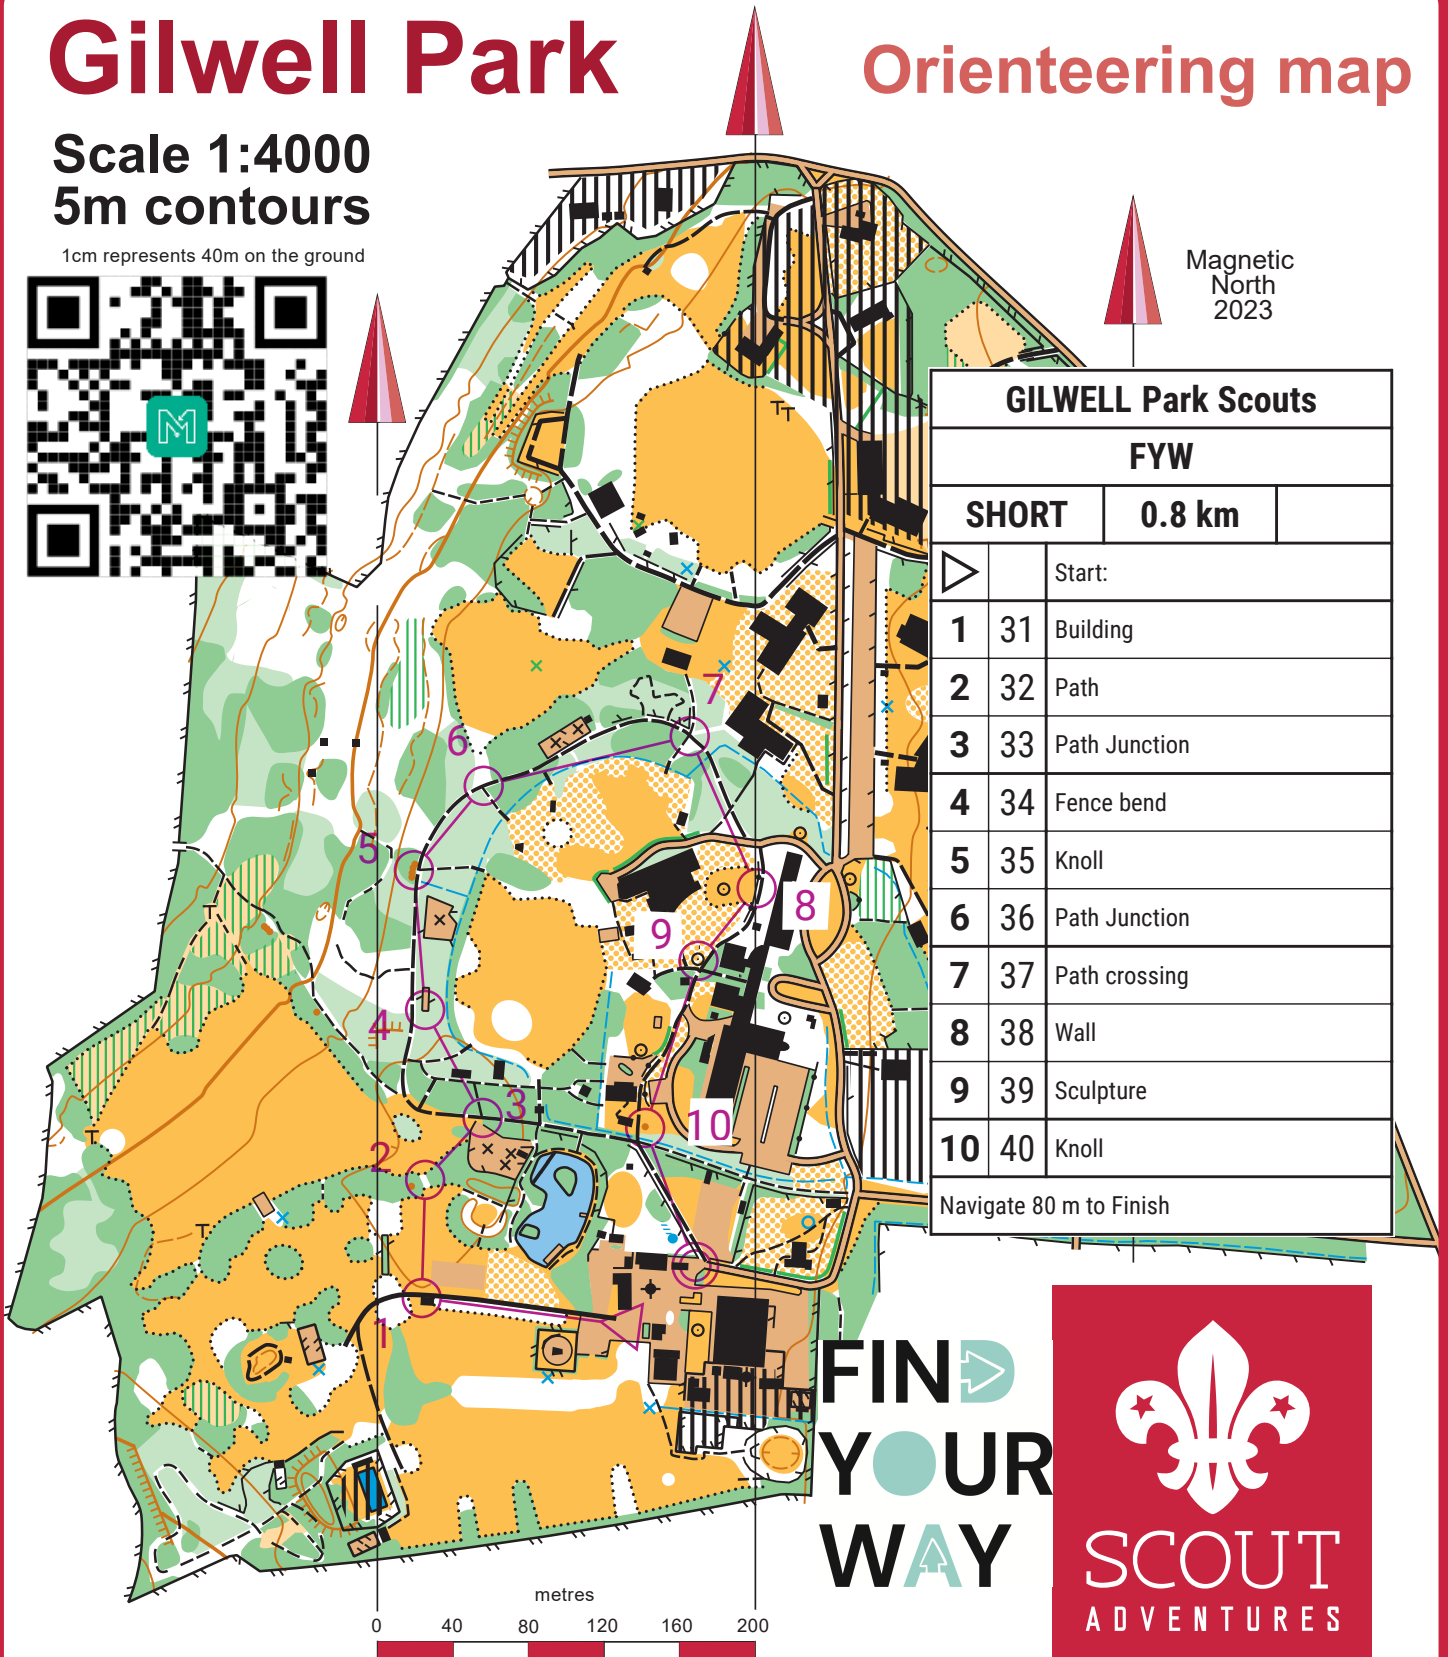 Gilwell Park
Orienteering map
Scale 1:4000
5m contours
1cm represents 40m on the ground
Magnetic
North
2023
GILWELL Park Scouts
FYW
SHORT 0.8 km
Start:
1 31 Building
2 32 Path
3 33 Path Junction
4 34 Fence bend
5 35 Knoll
6 36 Path Junction
7 37 Path crossing
8 38 Wall
9 39 Sculpture
10 40 Knoll
Navigate 80 m to Finish
7
6
5
8
9
4
3
10
2
1
FIND
YOUR
WAY
SCOUT
ADVENTURES
metres
0 40 80 120 160 200